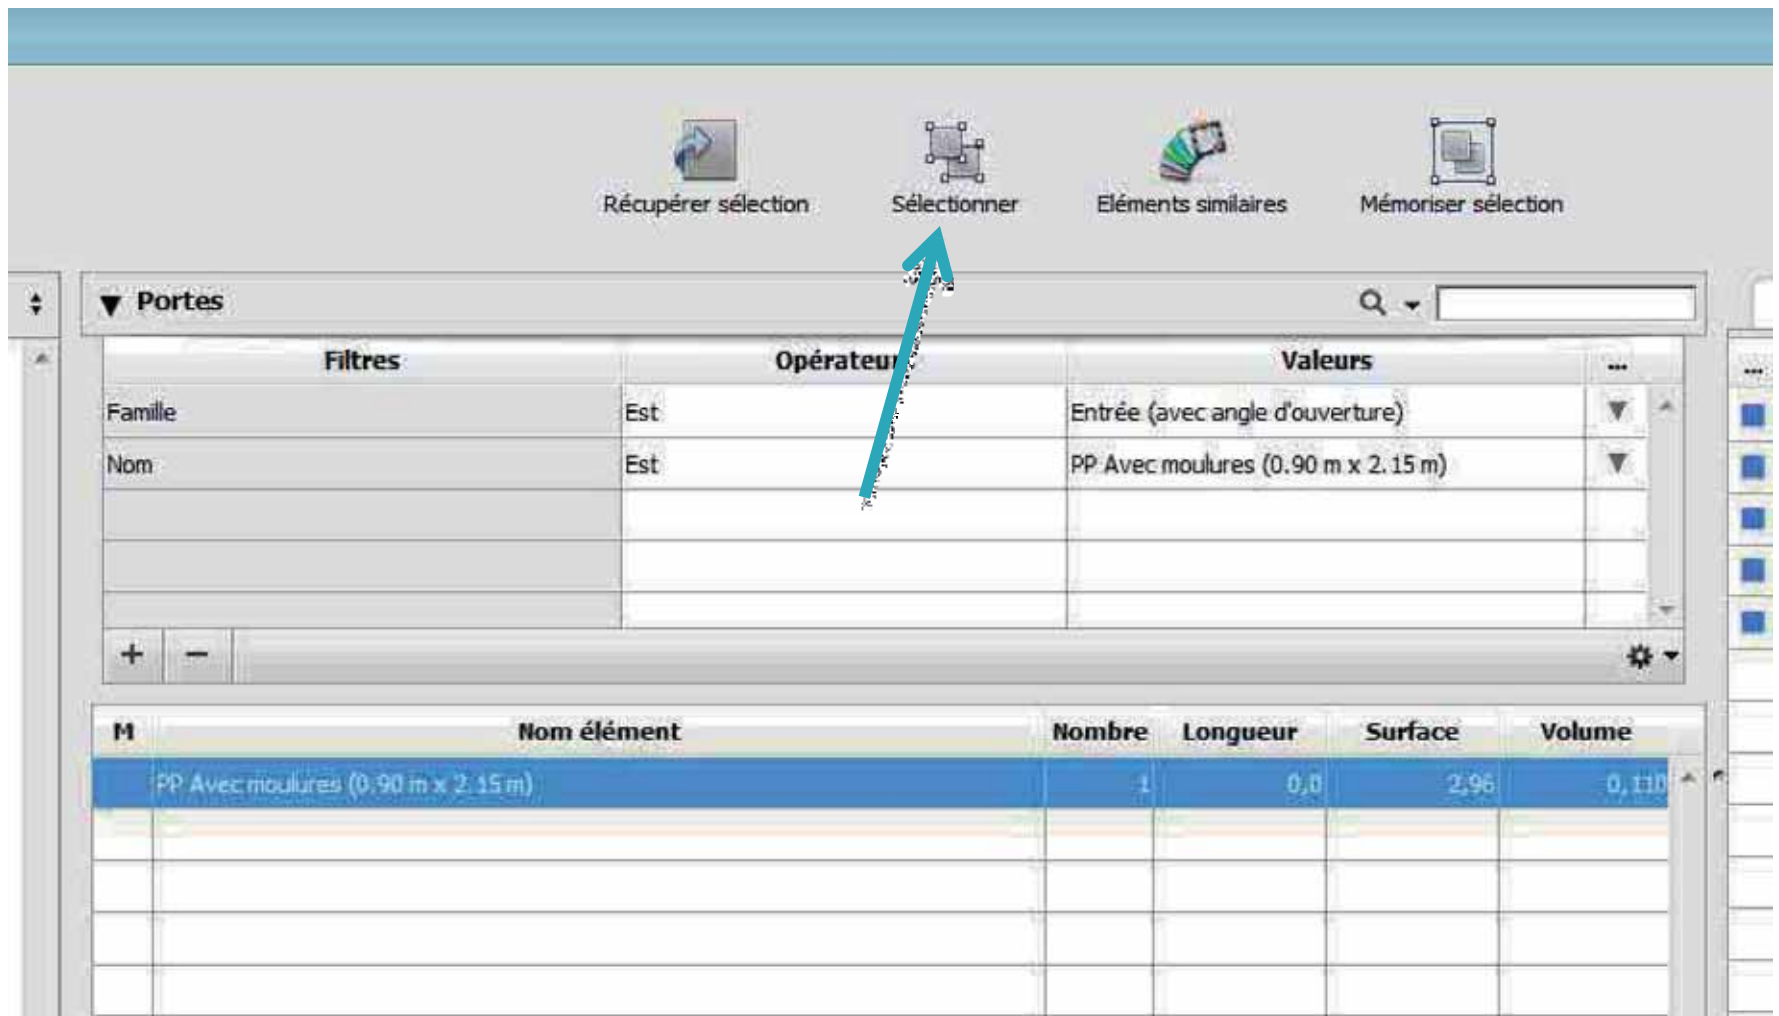 Récupérer sélection Sélectionner Eléments similaires Mémoriser sélection
Portes
Filtres Opérateur Valeurs ...
Famille Est Entrée (avec angle d'ouverture)
Nom Est PP Avec moulures (0.90 m x 2.15 m)
M Nom élément Nombre Longueur Surface Volume
PP Avec moulures (0.90 m x 2.15 m) 1 0,0 2,96 0,110